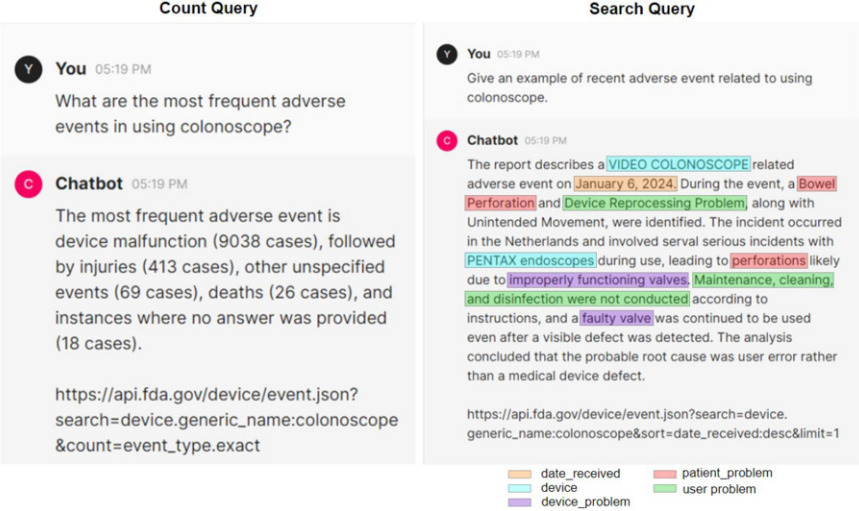 Count Query
Y You 05:19 PM
What are the most frequent adverse
events in using colonoscope?
C Chatbot 05:19 PM
The most frequent adverse event is
device malfunction (9038 cases), followed
by injuries (413 cases), other unspecified
events (69 cases), deaths (26 cases), and
instances where no answer was provided
(18 cases).
https://api.fda.gov/device/event.json?
search=device.generic_name:colonoscope
&count=event_type.exact
Search Query
Y You 05:19 PM
Give an example of recent adverse event related to using
colonoscope.
C Chatbot 05:19 PM
The report describes a VIDEO COLONOSCOPE related
adverse event on January 6, 2024. During the event, a Bowel
Perforation and Device Reprocessing Problem, along with
Unintended Movement, were identified. The incident occurred
in the Netherlands and involved serval serious incidents with
PENTAX endoscopes during use, leading to perforations likely
due to improperly functioning valves. Maintenance, cleaning,
and disinfection were not conducted according to
instructions, and a faulty valve was continued to be used
even after a visible defect was detected. The analysis
concluded that the probable root cause was user error rather
than a medical device defect.
https://api.fda.gov/device/event.json?search=device.
generic_name:colonoscope&sort=date_received:desc&limit=1
date_received
device
device_problem
patient_problem
user problem